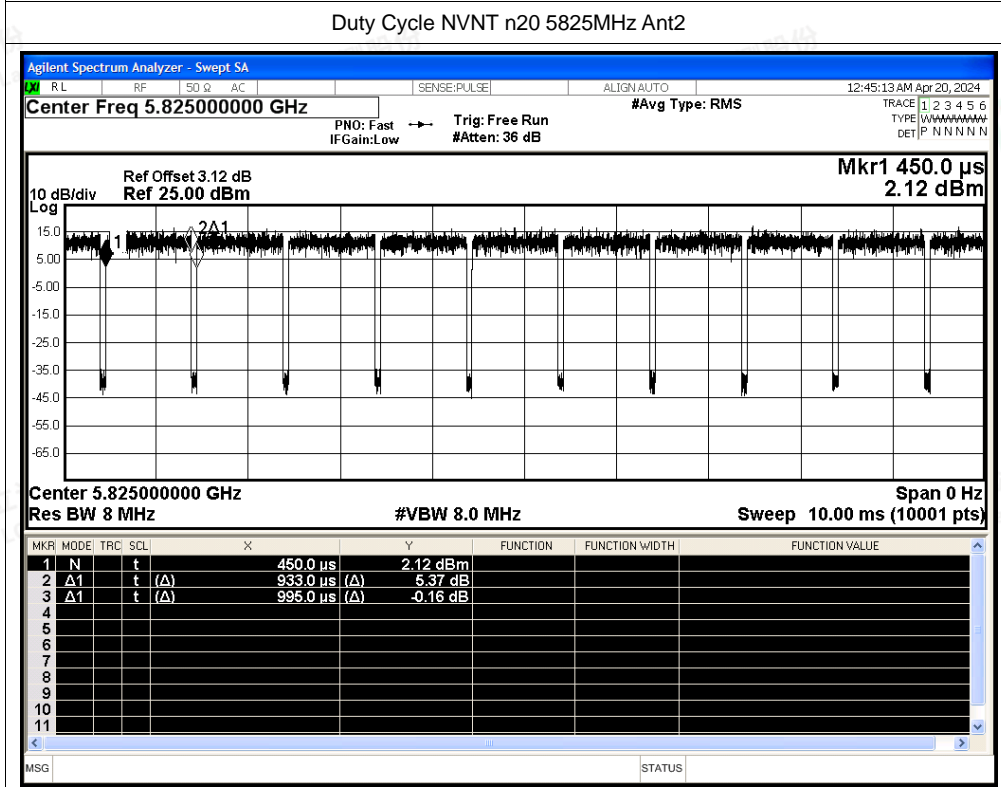 Duty Cycle NVNT n20 5825MHz Ant2
Agilent Spectrum Analyzer - Swept SA
LXI RL RF 50 Ω AC SENSE:PULSE ALIGN AUTO 12:45:13 AM Apr 20, 2024
Center Freq 5.825000000 GHz #Avg Type: RMS TRACE 1 2 3 4 5 6
PNO: Fast Trig: Free Run TYPE WWWWWW
IFGain:Low #Atten: 36 dB DET P N N N N N
Mkr1 450.0 µs
Ref Offset 3.12 dB
10 dB/div Ref 25.00 dBm 2.12 dBm
Log
15.0
1 2Δ1
5.00
-5.00
-15.0
-25.0
-35.0
-45.0
-55.0
-65.0
Center 5.825000000 GHz Span 0 Hz
Res BW 8 MHz #VBW 8.0 MHz Sweep 10.00 ms (10001 pts)
MKR MODE TRC SCL X Y FUNCTION FUNCTION WIDTH FUNCTION VALUE
1 N t 450.0 µs 2.12 dBm
2 Δ1 t (Δ) 933.0 µs (Δ) 5.37 dB
3 Δ1 t (Δ) 995.0 µs (Δ) -0.16 dB
4
5
6
7
8
9
10
11
MSG STATUS